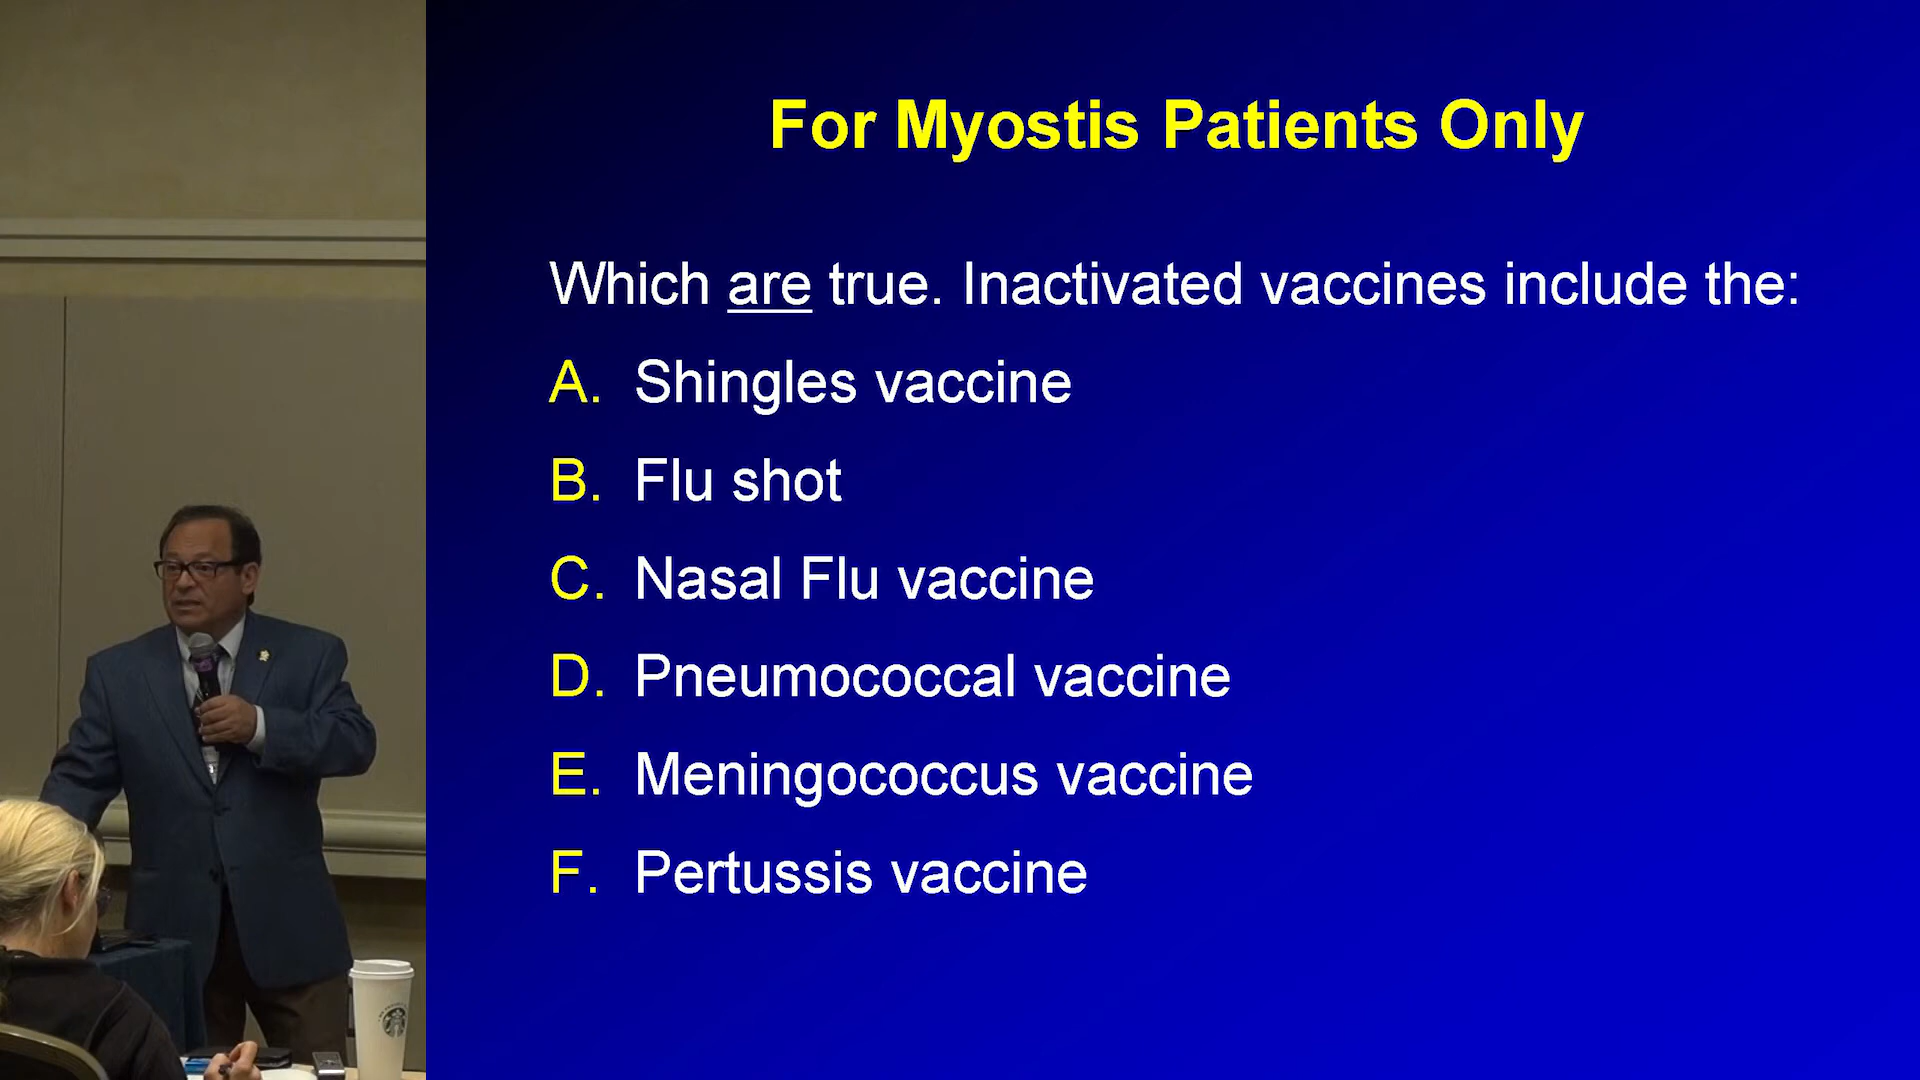 For Myostis Patients Only
Which are true. Inactivated vaccines include the:
A. Shingles vaccine
B. Flu shot
C. Nasal Flu vaccine
D. Pneumococcal vaccine
E. Meningococcus vaccine
F. Pertussis vaccine